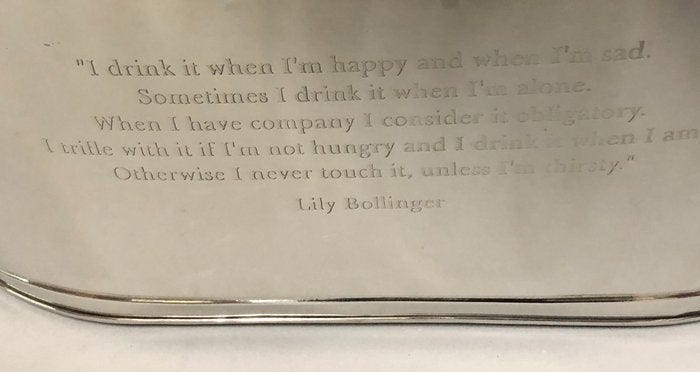 "I drink it when I'm happy and when I'm sad.
Sometimes I drink it when I'm alone.
When I have company I consider it obligatory.
I trifle with it if I'm not hungry and I drink it when I am
Otherwise I never touch it, unless I'm thirsty."
Lily Bollinger